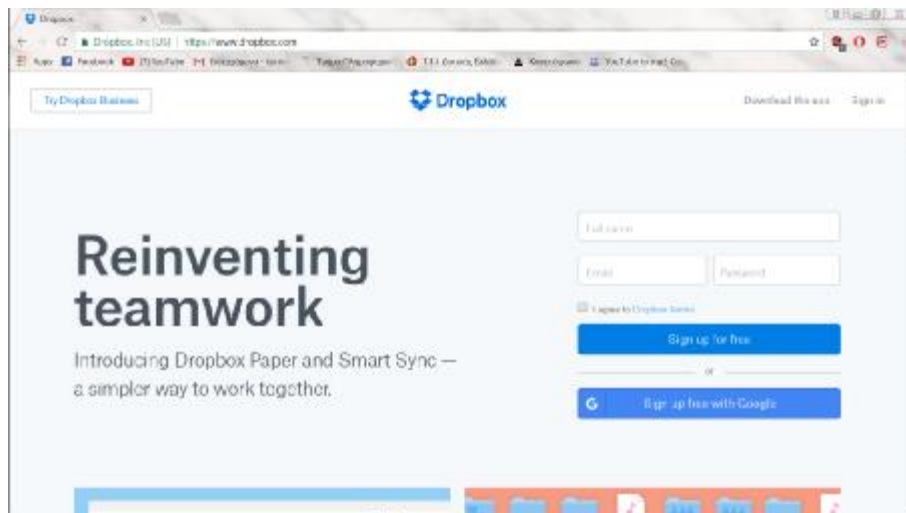 Dropbox
Dropbox, Inc [US] | https://www.dropbox.com
Facebook
YouTube
Try Dropbox Business
Dropbox
Download the app
Sign in
Reinventing
teamwork
Introducing Dropbox Paper and Smart Sync —
a simpler way to work together.
Full name
Email
Password
I agree to Dropbox terms
Sign up for free
or
G
Sign up free with Google